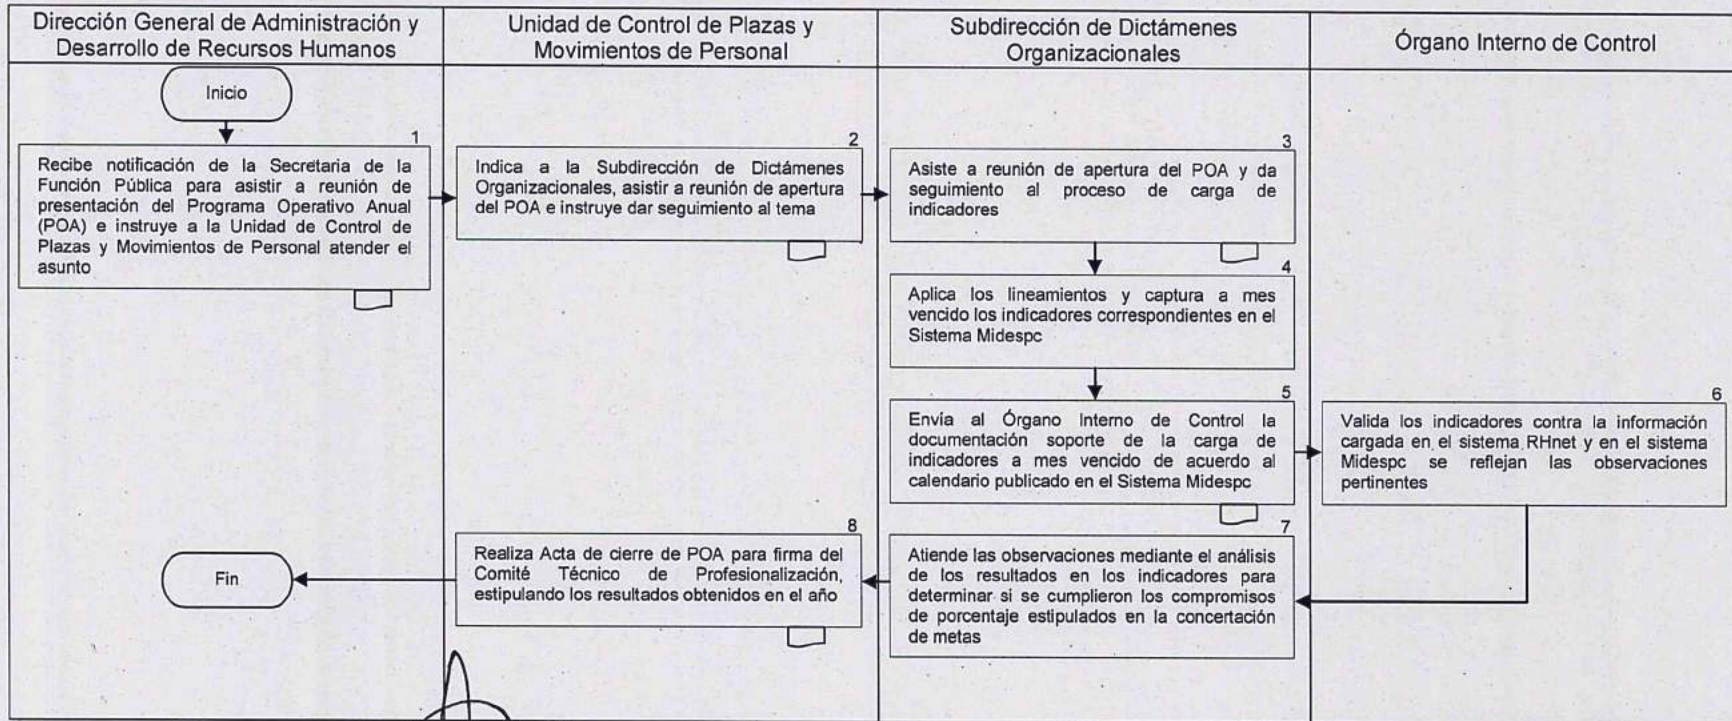 Dirección General de Administración y
Desarrollo de Recursos Humanos
Unidad de Control de Plazas y
Movimientos de Personal
Subdirección de Dictámenes
Organizacionales
Órgano Interno de Control
Inicio
1
Recibe notificación de la Secretaria de la
Función Pública para asistir a reunión de
presentación del Programa Operativo Anual
(POA) e instruye a la Unidad de Control de
Plazas y Movimientos de Personal atender el
asunto
2
Indica a la Subdirección de Dictámenes
Organizacionales, asistir a reunión de apertura
del POA e instruye dar seguimiento al tema
3
Asiste a reunión de apertura del POA y da
seguimiento al proceso de carga de
indicadores
4
Aplica los lineamientos y captura a mes
vencido los indicadores correspondientes en el
Sistema Midespc
5
Envía al Órgano Interno de Control la
documentación soporte de la carga de
indicadores a mes vencido de acuerdo al
calendario publicado en el Sistema Midespc
6
Valida los indicadores contra la información
cargada en el sistema RHnet y en el sistema
Midespc se reflejan las observaciones
pertinentes
7
Atiende las observaciones mediante el análisis
de los resultados en los indicadores para
determinar si se cumplieron los compromisos
de porcentaje estipulados en la concertación
de metas
8
Realiza Acta de cierre de POA para firma del
Comité Técnico de Profesionalización,
estipulando los resultados obtenidos en el año
Fin